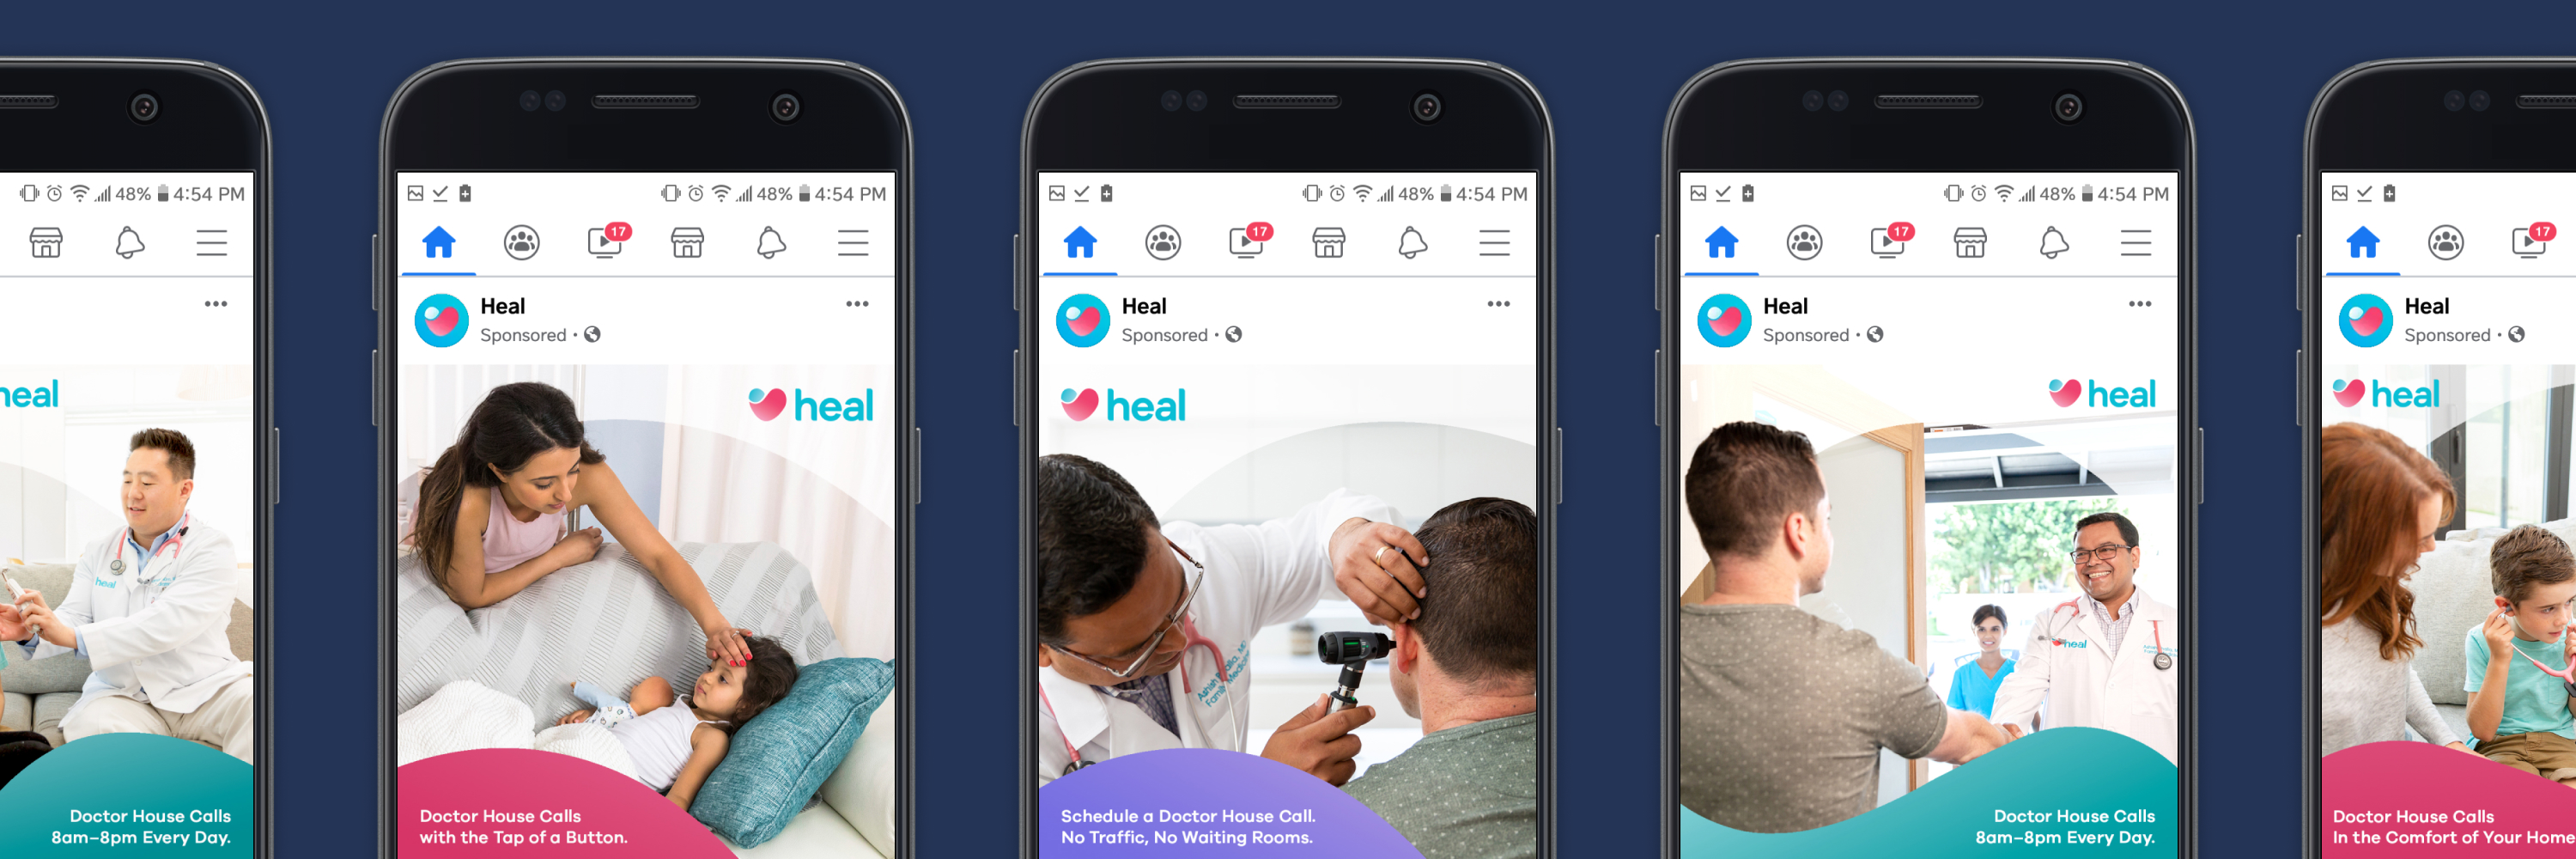 48% 4:54 PM
heal
heal
Doctor House Calls
8am–8pm Every Day.
48% 4:54 PM
17
Heal
Sponsored
heal
Doctor House Calls
with the Tap of a Button.
48% 4:54 PM
17
Heal
Sponsored
heal
Family Medicine
Schedule a Doctor House Call.
No Traffic, No Waiting Rooms.
48% 4:54 PM
17
Heal
Sponsored
heal
heal
Doctor House Calls
8am–8pm Every Day.
17
Heal
Sponsored
heal
Doctor House Calls
In the Comfort of Your Home